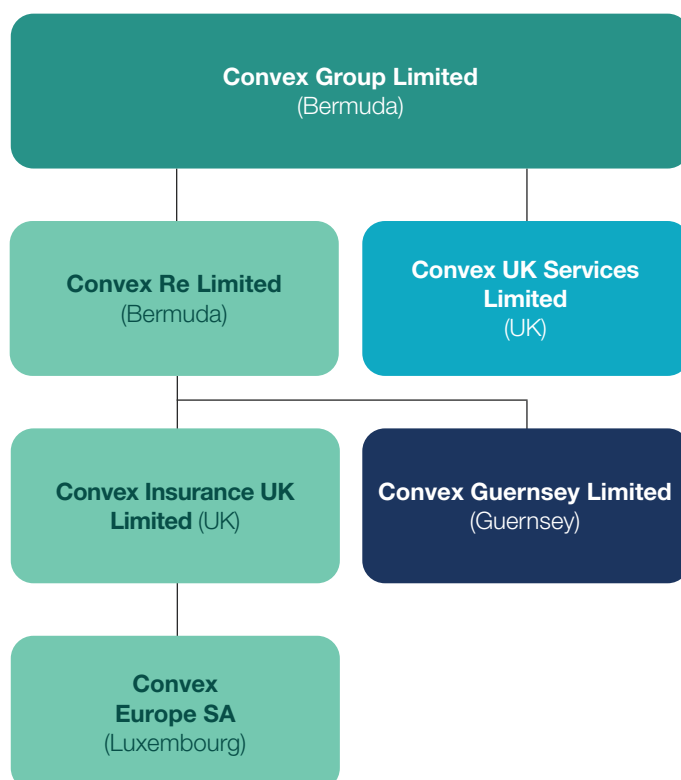 Convex Group Limited
(Bermuda)
Convex Re Limited
(Bermuda)
Convex UK Services
Limited
(UK)
Convex Insurance UK
Limited (UK)
Convex Guernsey Limited
(Guernsey)
Convex
Europe SA
(Luxembourg)